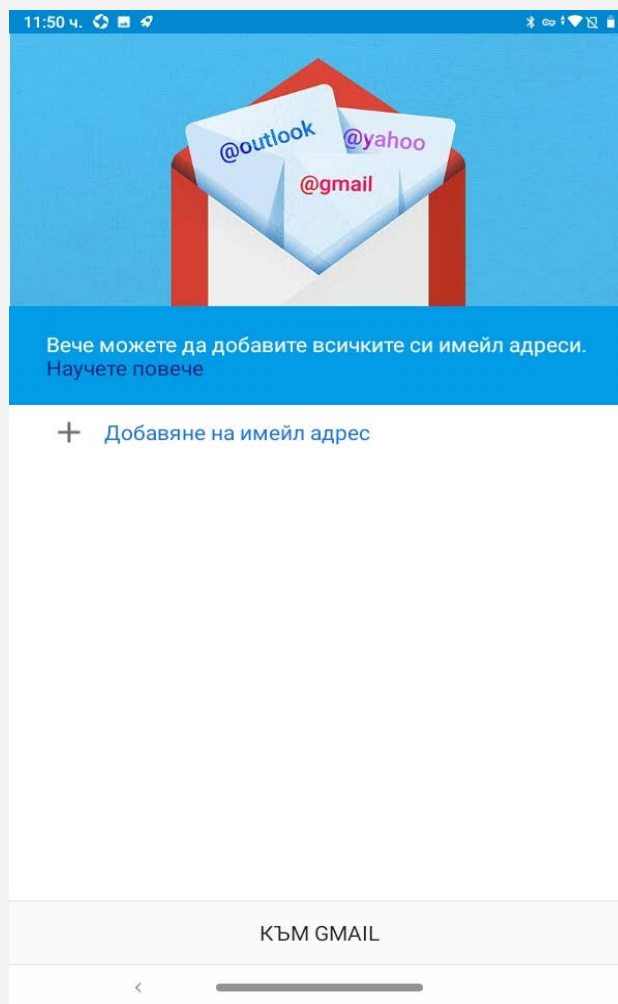 11:50 ч.
@outlook
@yahoo
@gmail
Вече можете да добавите всичките си имейл адреси.
Научете повече
Добавяне на имейл адрес
КЪМ GMAIL